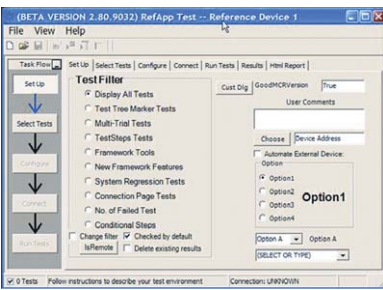 (BETA VERSION 2.80.9032) RefApp Test -- Reference Device 1
File View Help
Task Flow
Set Up Select Tests Configure Connect Run Tests Results Html Report
Set Up
Select Tests
Configure
Connect
Run Tests
Test Filter
Display All Tests
Test Tree Marker Tests
Multi-Trial Tests
TestSteps Tests
Framework Tools
New Framework Features
System Regression Tests
Connection Page Tests
No. of Failed Test
Conditional Steps
Change filter Checked by default
IsRemote Delete existing results
Cust Dlg GoodMCRVersion True
User Comments
Choose Device Address
Automate External Device:
Option
Option1
Option2
Option3
Option4
Option1
Option A Option A
(SELECT OR TYPE)
0 Tests Follow instructions to describe your test environment Connection: UNKNOWN